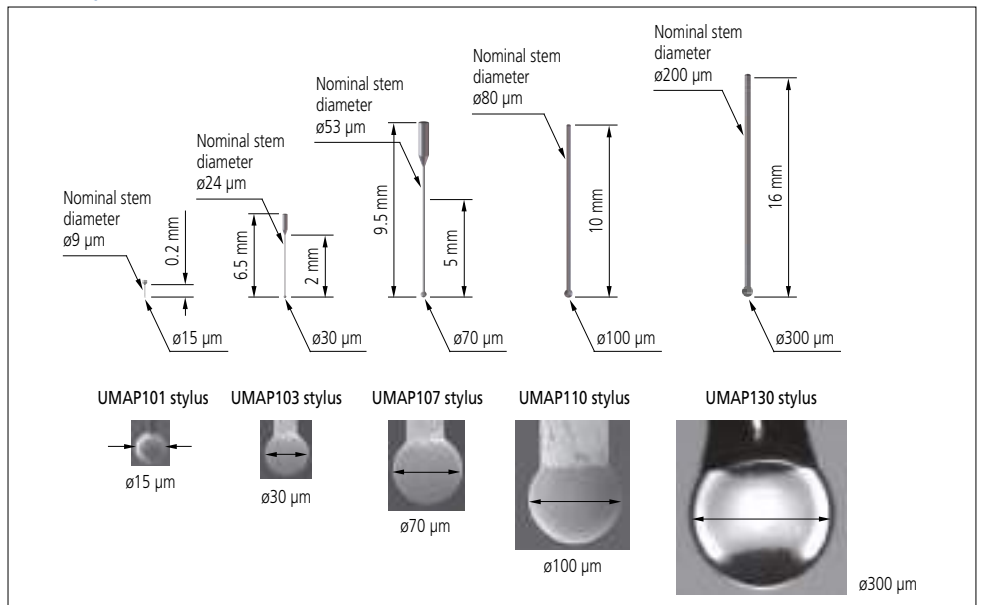 Nominal stem
diameter
ø9 µm
0.2 mm
ø15 µm
Nominal stem
diameter
ø24 µm
6.5 mm
2 mm
ø30 µm
Nominal stem
diameter
ø53 µm
9.5 mm
5 mm
ø70 µm
Nominal stem
diameter
ø80 µm
10 mm
ø100 µm
Nominal stem
diameter
ø200 µm
16 mm
ø300 µm
UMAP101 stylus
ø15 µm
UMAP103 stylus
ø30 µm
UMAP107 stylus
ø70 µm
UMAP110 stylus
ø100 µm
UMAP130 stylus
ø300 µm